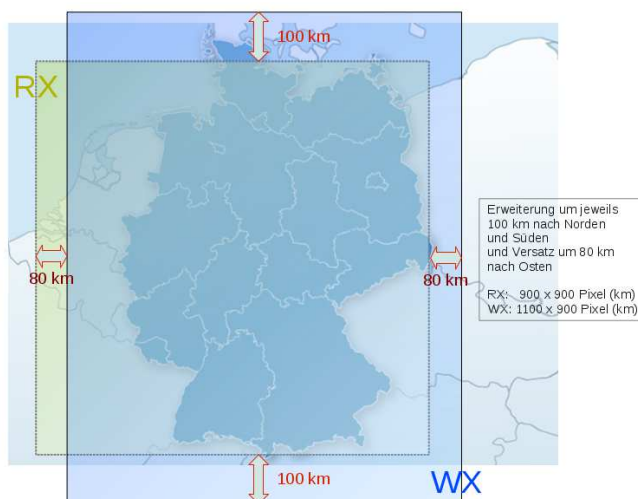 100 km
RX
80 km
80 km
Erweiterung um jeweils
100 km nach Norden
und Süden
und Versatz um 80 km
nach Osten
RX: 900 x 900 Pixel (km)
WX: 1100 x 900 Pixel (km)
100 km
WX